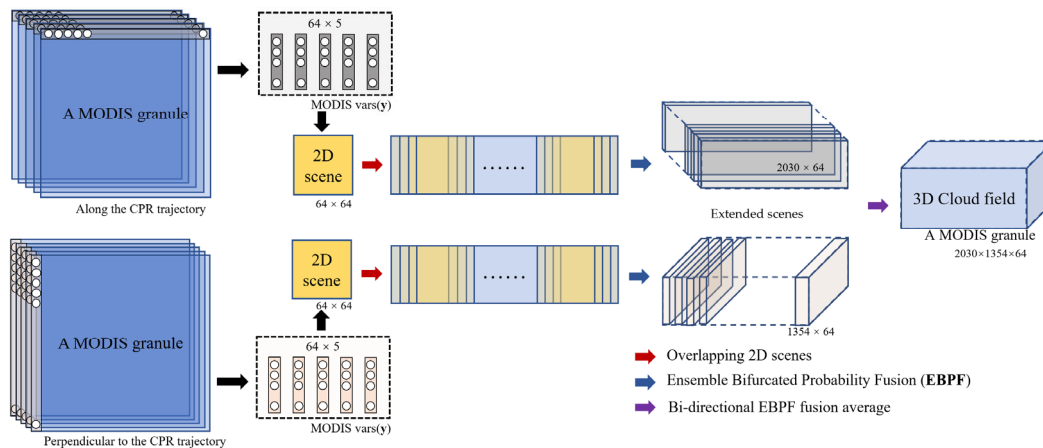 A MODIS granule
Along the CPR trajectory
64 × 5
MODIS vars(y)
2D
scene
64 × 64
......
2030 × 64
Extended scenes
3D Cloud field
A MODIS granule
2030×1354×64
A MODIS granule
Perpendicular to the CPR trajectory
2D
scene
64 × 64
64 × 5
MODIS vars(y)
......
1354 × 64
Overlapping 2D scenes
Ensemble Bifurcated Probability Fusion (EBPF)
Bi-directional EBPF fusion average